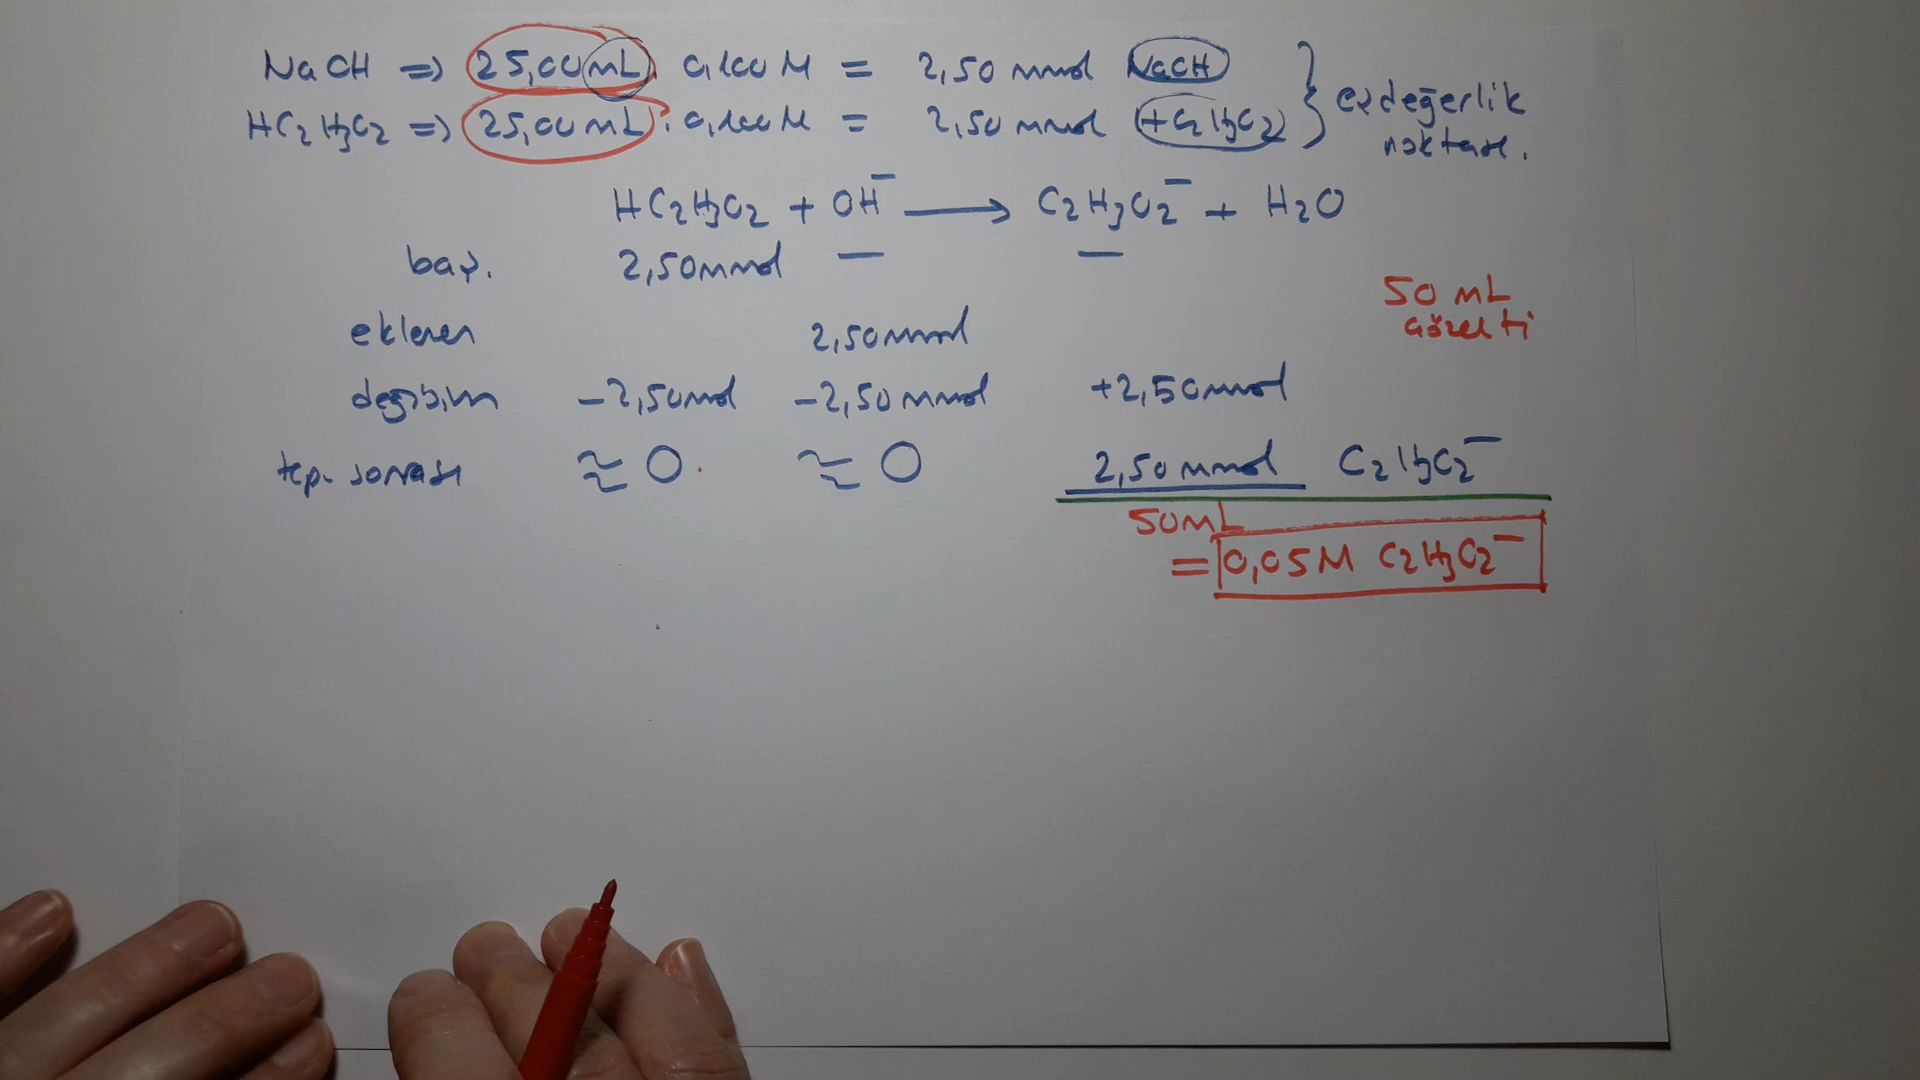 NaOH => 25,00 mL . 0,100 M = 2,50 mmol NaOH
HC2H3O2 => 25,00 mL . 0,100 M = 2,50 mmol HC2H3O2 } eşdeğerlik
noktası.
HC2H3O2 + OH⁻ → C2H3O2⁻ + H2O
baş. 2,50 mmol — —
50 mL
çözelti
eklenen 2,50 mmol
değişim -2,50 mmol -2,50 mmol +2,50 mmol
tep. sonrası ≈ 0 ≈ 0 2,50 mmol C2H3O2⁻
50 mL
= 0,05 M C2H3O2⁻